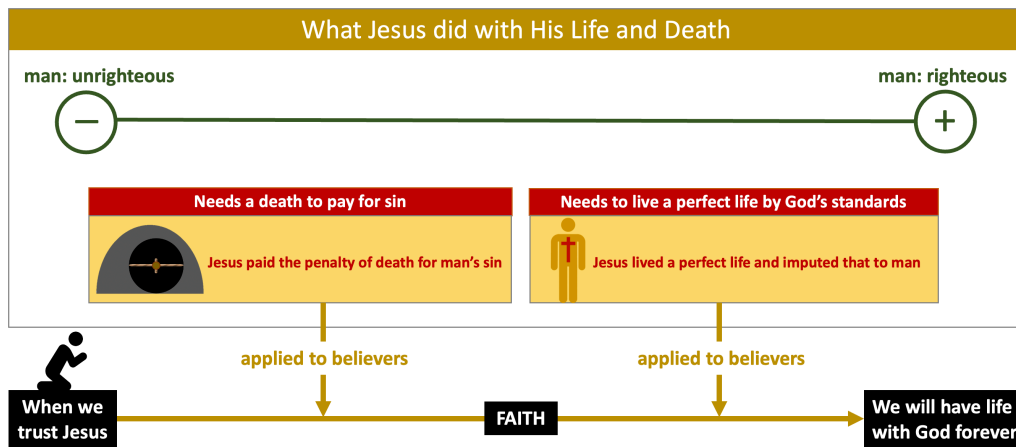 What Jesus did with His Life and Death
man: unrighteous
man: righteous
−
+
Needs a death to pay for sin
Needs to live a perfect life by God’s standards
Jesus paid the penalty of death for man’s sin
Jesus lived a perfect life and imputed that to man
applied to believers
applied to believers
When we
trust Jesus
FAITH
We will have life
with God forever